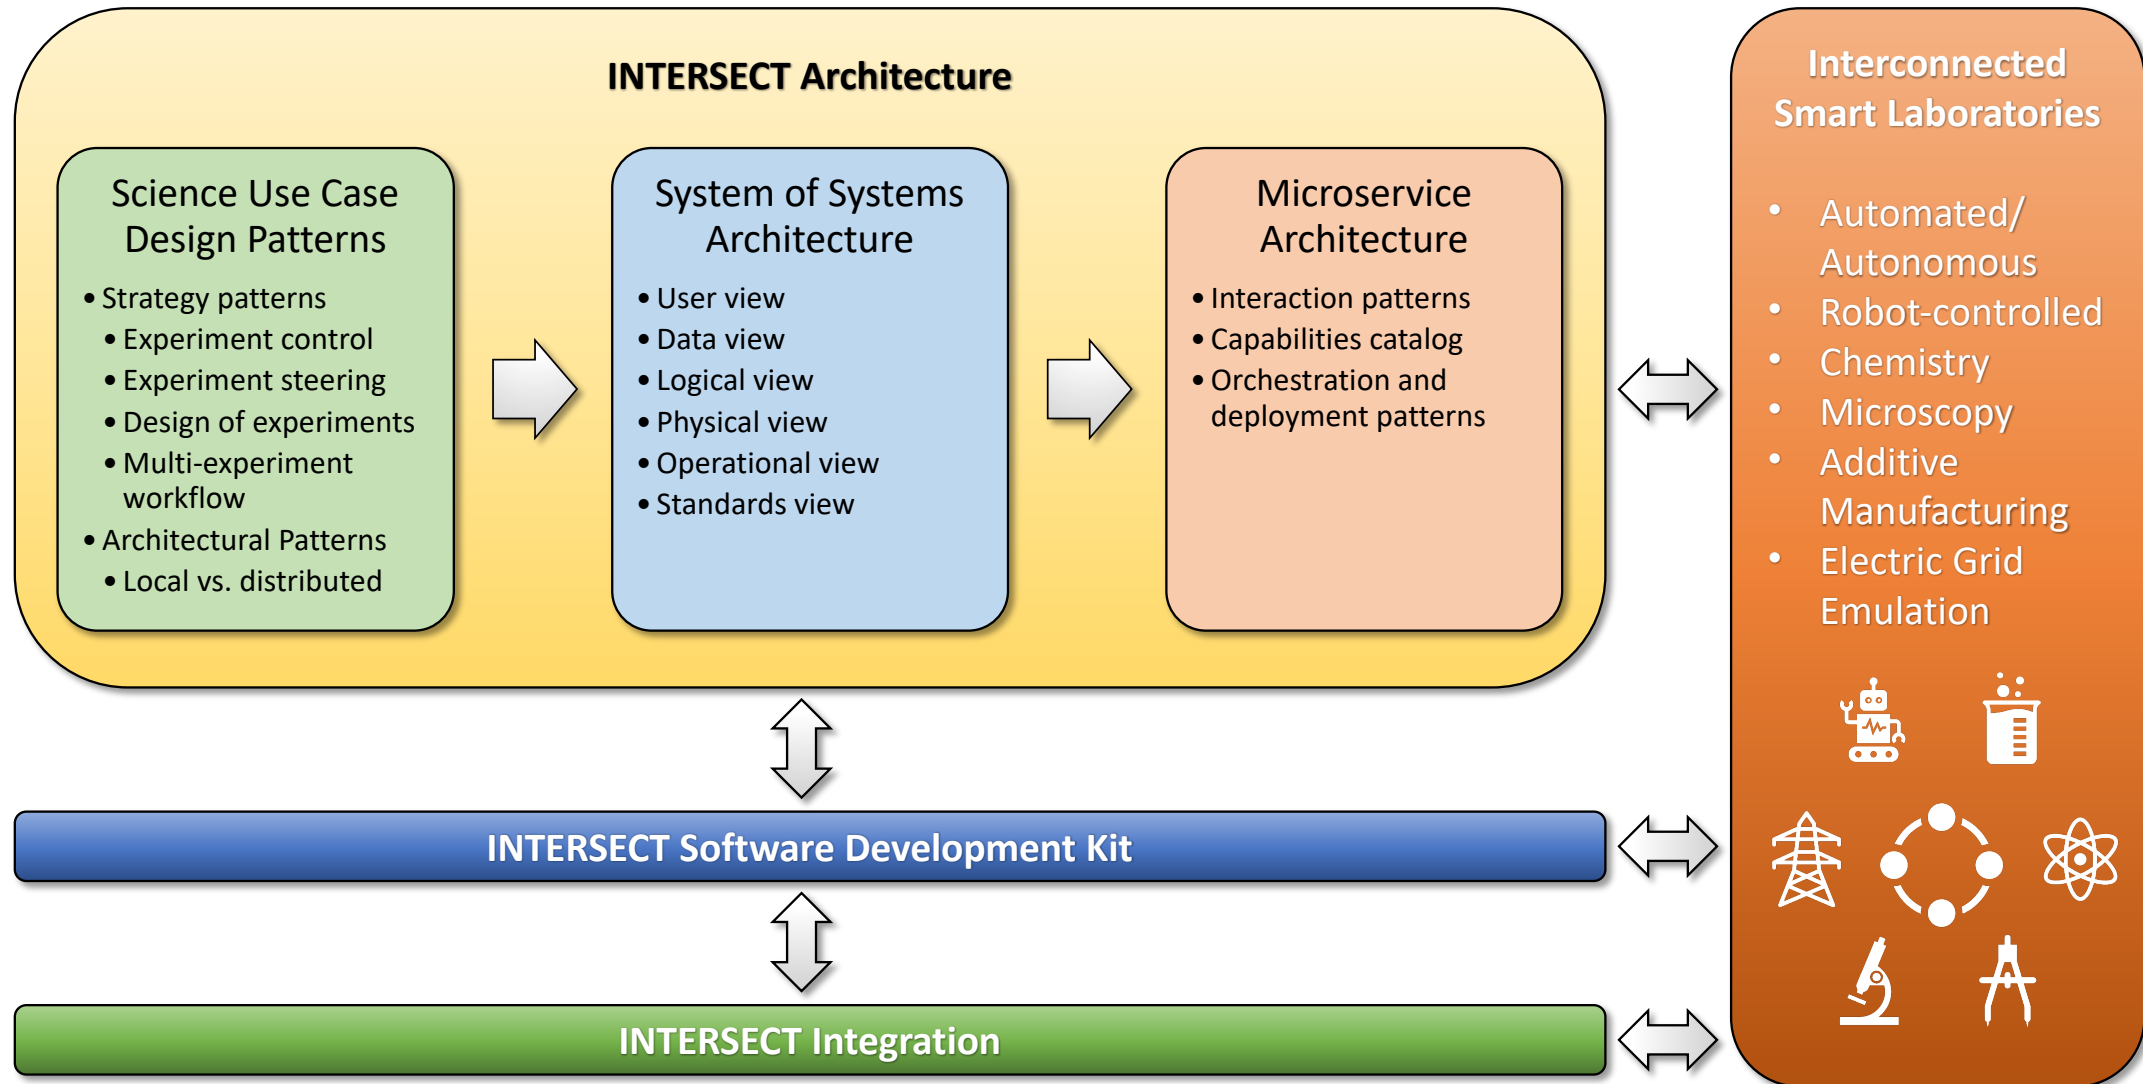 INTERSECT Architecture
Science Use Case
Design Patterns
• Strategy patterns
• Experiment control
• Experiment steering
• Design of experiments
• Multi-experiment
workflow
• Architectural Patterns
• Local vs. distributed
System of Systems
Architecture
• User view
• Data view
• Logical view
• Physical view
• Operational view
• Standards view
Microservice
Architecture
• Interaction patterns
• Capabilities catalog
• Orchestration and
deployment patterns
INTERSECT Software Development Kit
INTERSECT Integration
Interconnected
Smart Laboratories
• Automated/
Autonomous
• Robot-controlled
• Chemistry
• Microscopy
• Additive
Manufacturing
• Electric Grid
Emulation